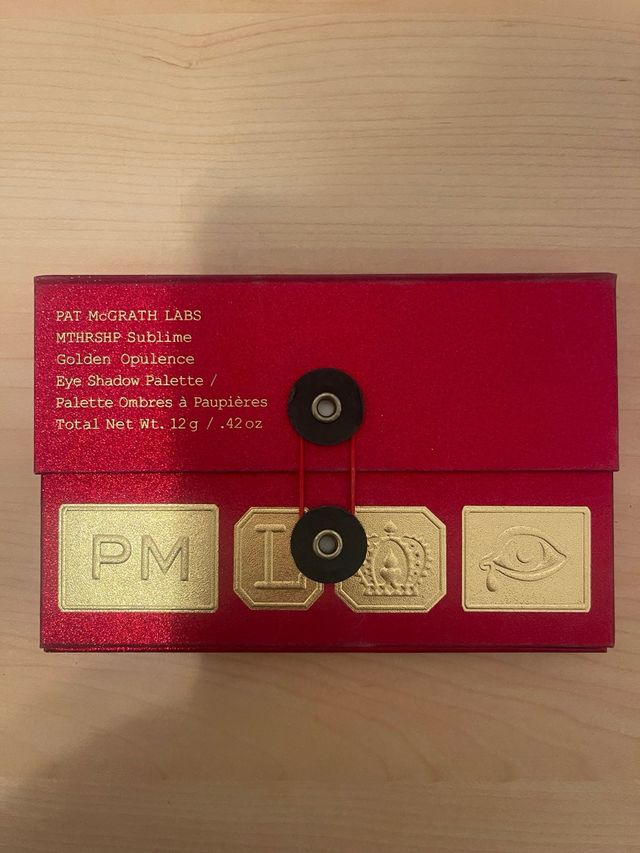 PAT McGRATH LABS
MTHRSHP Sublime
Golden Opulence
Eye Shadow Palette /
Palette Ombres à Paupières
Total Net Wt. 12 g / .42 oz
PM L A